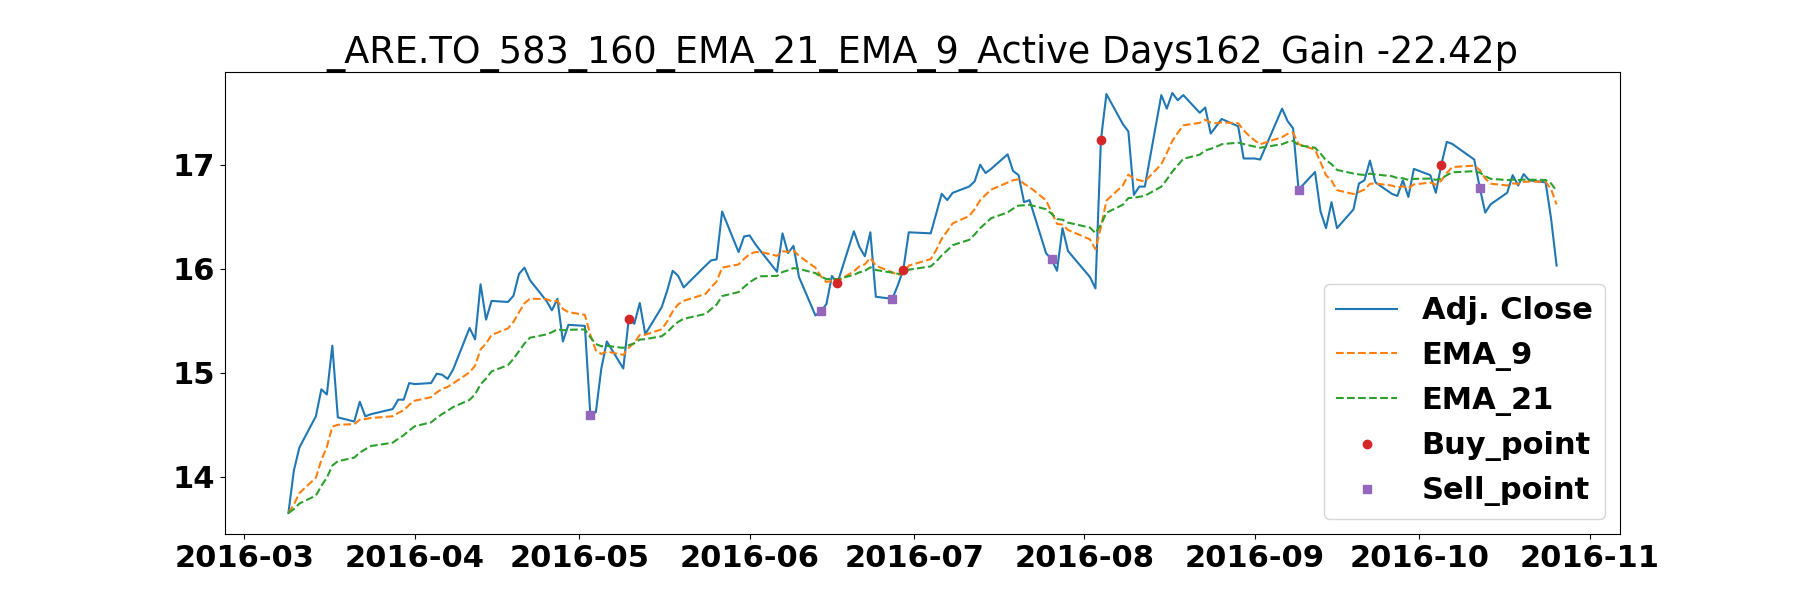 _ARE.TO_583_160_EMA_21_EMA_9_Active Days162_Gain -22.42p
17
16
15
14
Adj. Close
EMA_9
EMA_21
Buy_point
Sell_point
2016-03 2016-04 2016-05 2016-06 2016-07 2016-08 2016-09 2016-10 2016-11